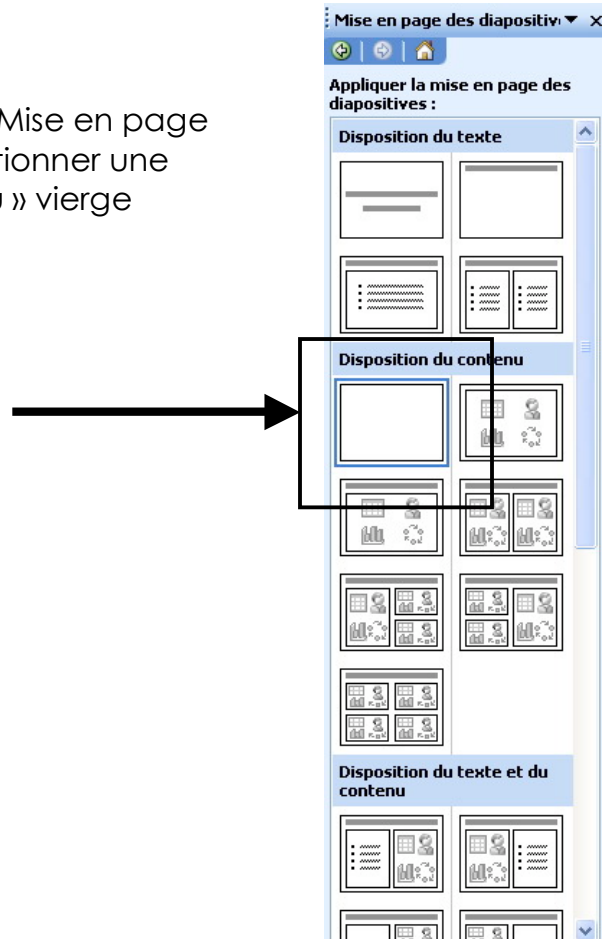 Mise en page
tionner une
» vierge
Mise en page des diapositiv
Appliquer la mise en page des
diapositives :
Disposition du texte
Disposition du contenu
Disposition du texte et du
contenu